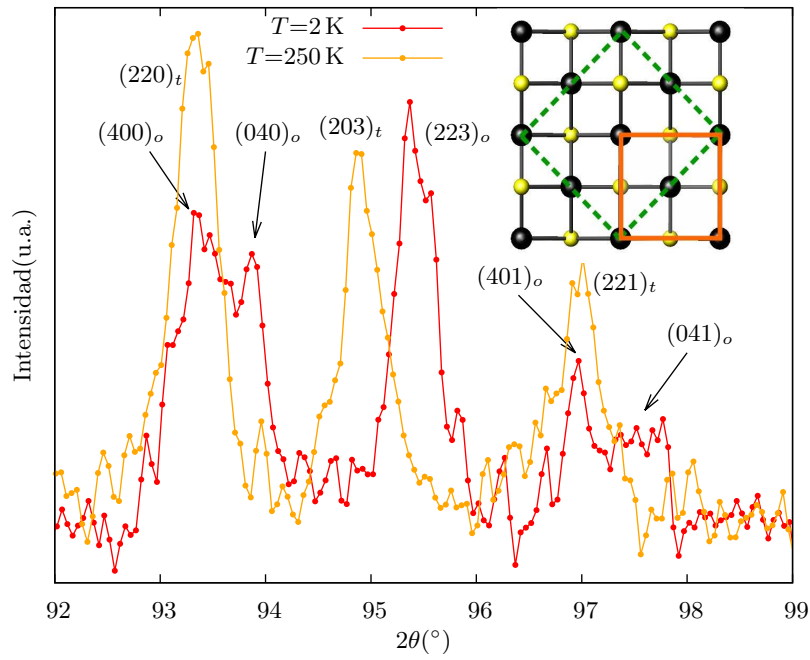 T=2 K
T=250 K
(220)t
(400)o
(040)o
(203)t
(223)o
(401)o
(221)t
(041)o
Intensidad(u.a.)
92 93 94 95 96 97 98 99
2θ(°)